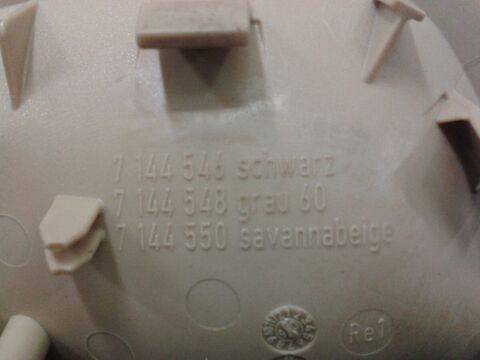 7 144 546 schwarz
7 144 548 grau 60
7 144 550 savannabeige
Re1